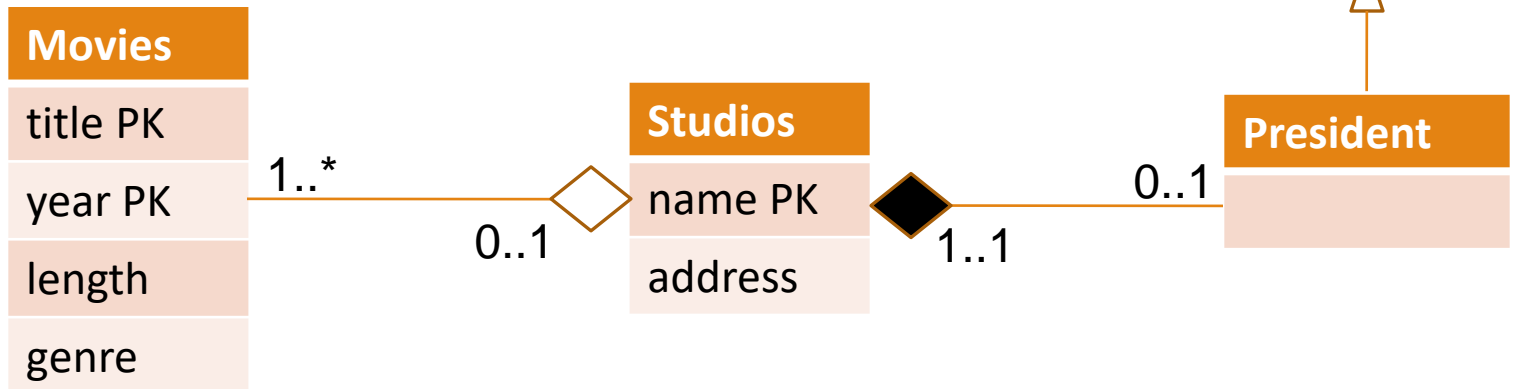 Movies
title PK
year PK
length
genre
1..*
0..1
Studios
name PK
address
1..1
0..1
President